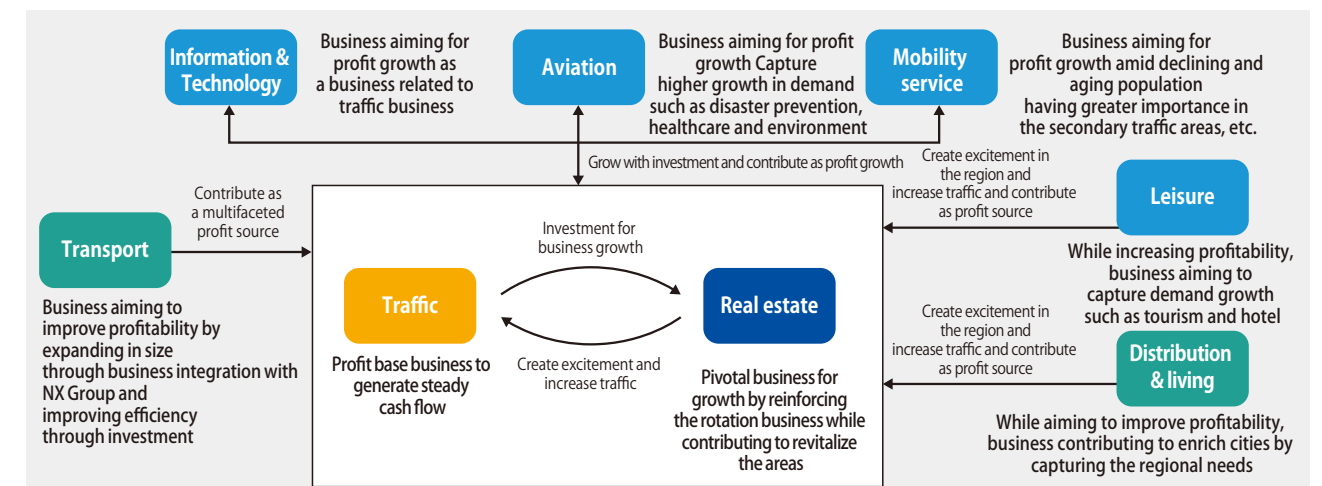 Information &
Technology
Business aiming for
profit growth as
a business related to
traffic business
Aviation
Business aiming for profit
growth Capture
higher growth in demand
such as disaster prevention,
healthcare and environment
Mobility
service
Business aiming for
profit growth amid declining and
aging population
having greater importance in
the secondary traffic areas, etc.
Grow with investment and contribute as profit growth
Contribute as
a multifaceted
profit source
Transport
Business aiming to
improve profitability by
expanding in size
through business integration with
NX Group and
improving efficiency
through investment
Investment for
business growth
Traffic
Real estate
Create excitement and
increase traffic
Profit base business to
generate steady
cash flow
Pivotal business for
growth by reinforcing
the rotation business while
contributing to revitalize
the areas
Create excitement in
the region and
increase traffic and contribute
as profit source
Leisure
While increasing profitability,
business aiming to
capture demand growth
such as tourism and hotel
Create excitement in
the region and
increase traffic and contribute
as profit source
Distribution
& living
While aiming to improve profitability,
business contributing to enrich cities by
capturing the regional needs